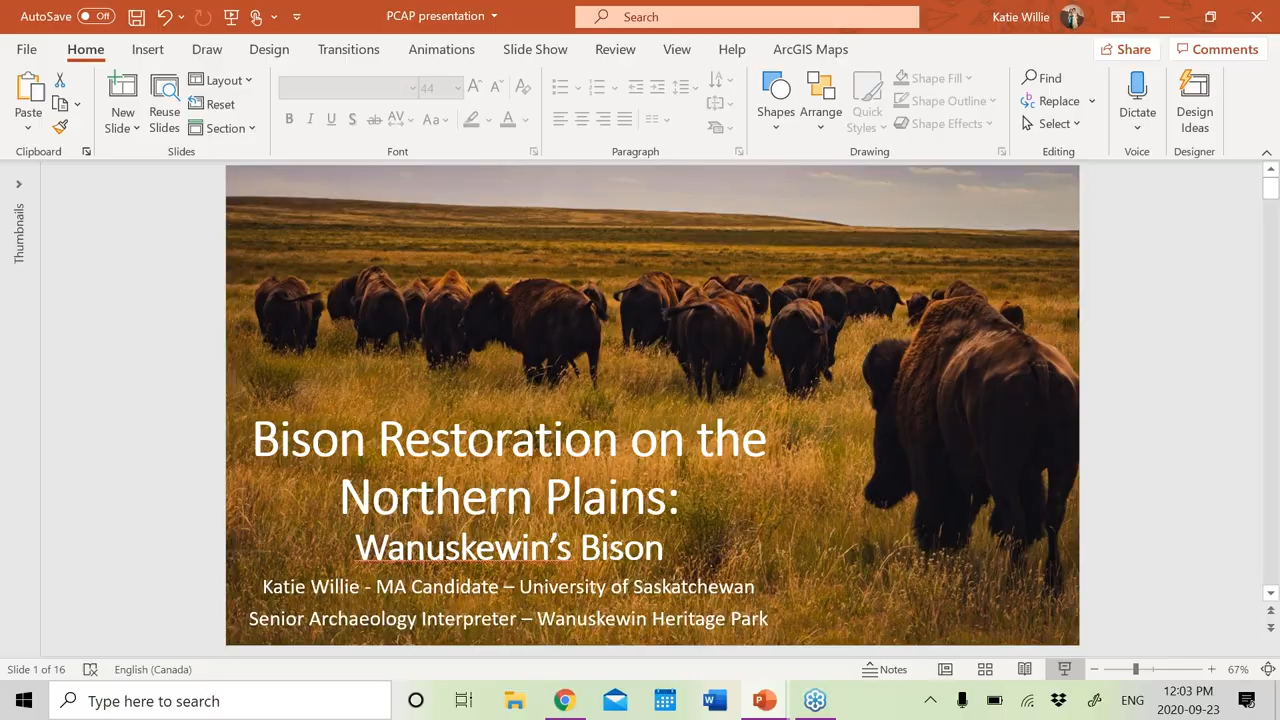 AutoSave Off PCAP presentation Search Katie Willie
File Home Insert Draw Design Transitions Animations Slide Show Review View Help ArcGIS Maps Share Comments
Paste New Slide Reuse Slides Layout Reset Section 44 Shapes Arrange Quick Styles Shape Fill Shape Outline Shape Effects Find Replace Select Dictate Design Ideas
Clipboard Slides Font Paragraph Drawing Editing Voice Designer
Thumbnails
Bison Restoration on the
Northern Plains:
Wanuskewin's Bison
Katie Willie - MA Candidate – University of Saskatchewan
Senior Archaeology Interpreter – Wanuskewin Heritage Park
Slide 1 of 16 English (Canada) Notes 67%
Type here to search ENG 12:03 PM
2020-09-23